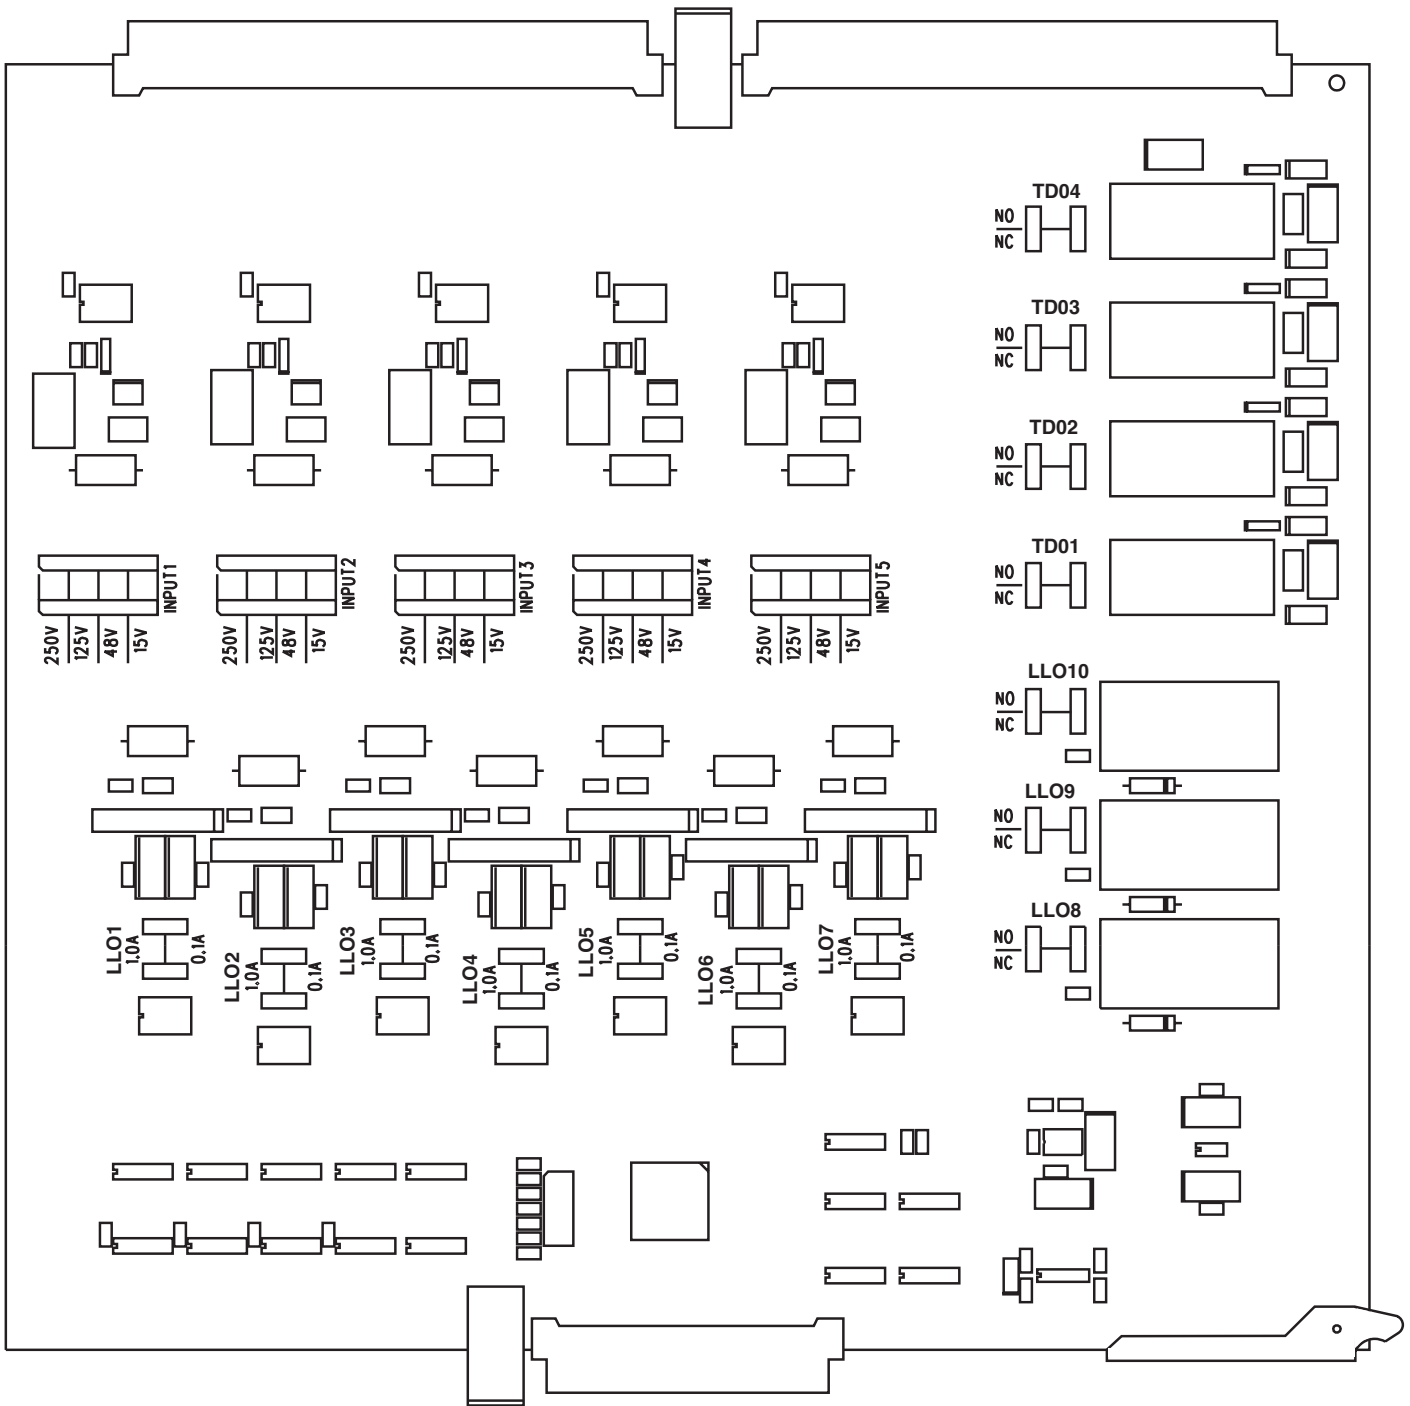 TD04
NO
NC
TD03
NO
NC
TD02
NO
NC
TD01
NO
NC
INPUT1
250V
125V
48V
15V
INPUT2
250V
125V
48V
15V
INPUT3
250V
125V
48V
15V
INPUT4
250V
125V
48V
15V
INPUT5
250V
125V
48V
15V
LLO10
NO
NC
LLO9
NO
NC
LLO8
NO
NC
LLO1
1.0A
0.1A
LLO2
1.0A
0.1A
LLO3
1.0A
0.1A
LLO4
1.0A
0.1A
LLO5
1.0A
0.1A
LLO6
1.0A
0.1A
LLO7
1.0A
0.1A